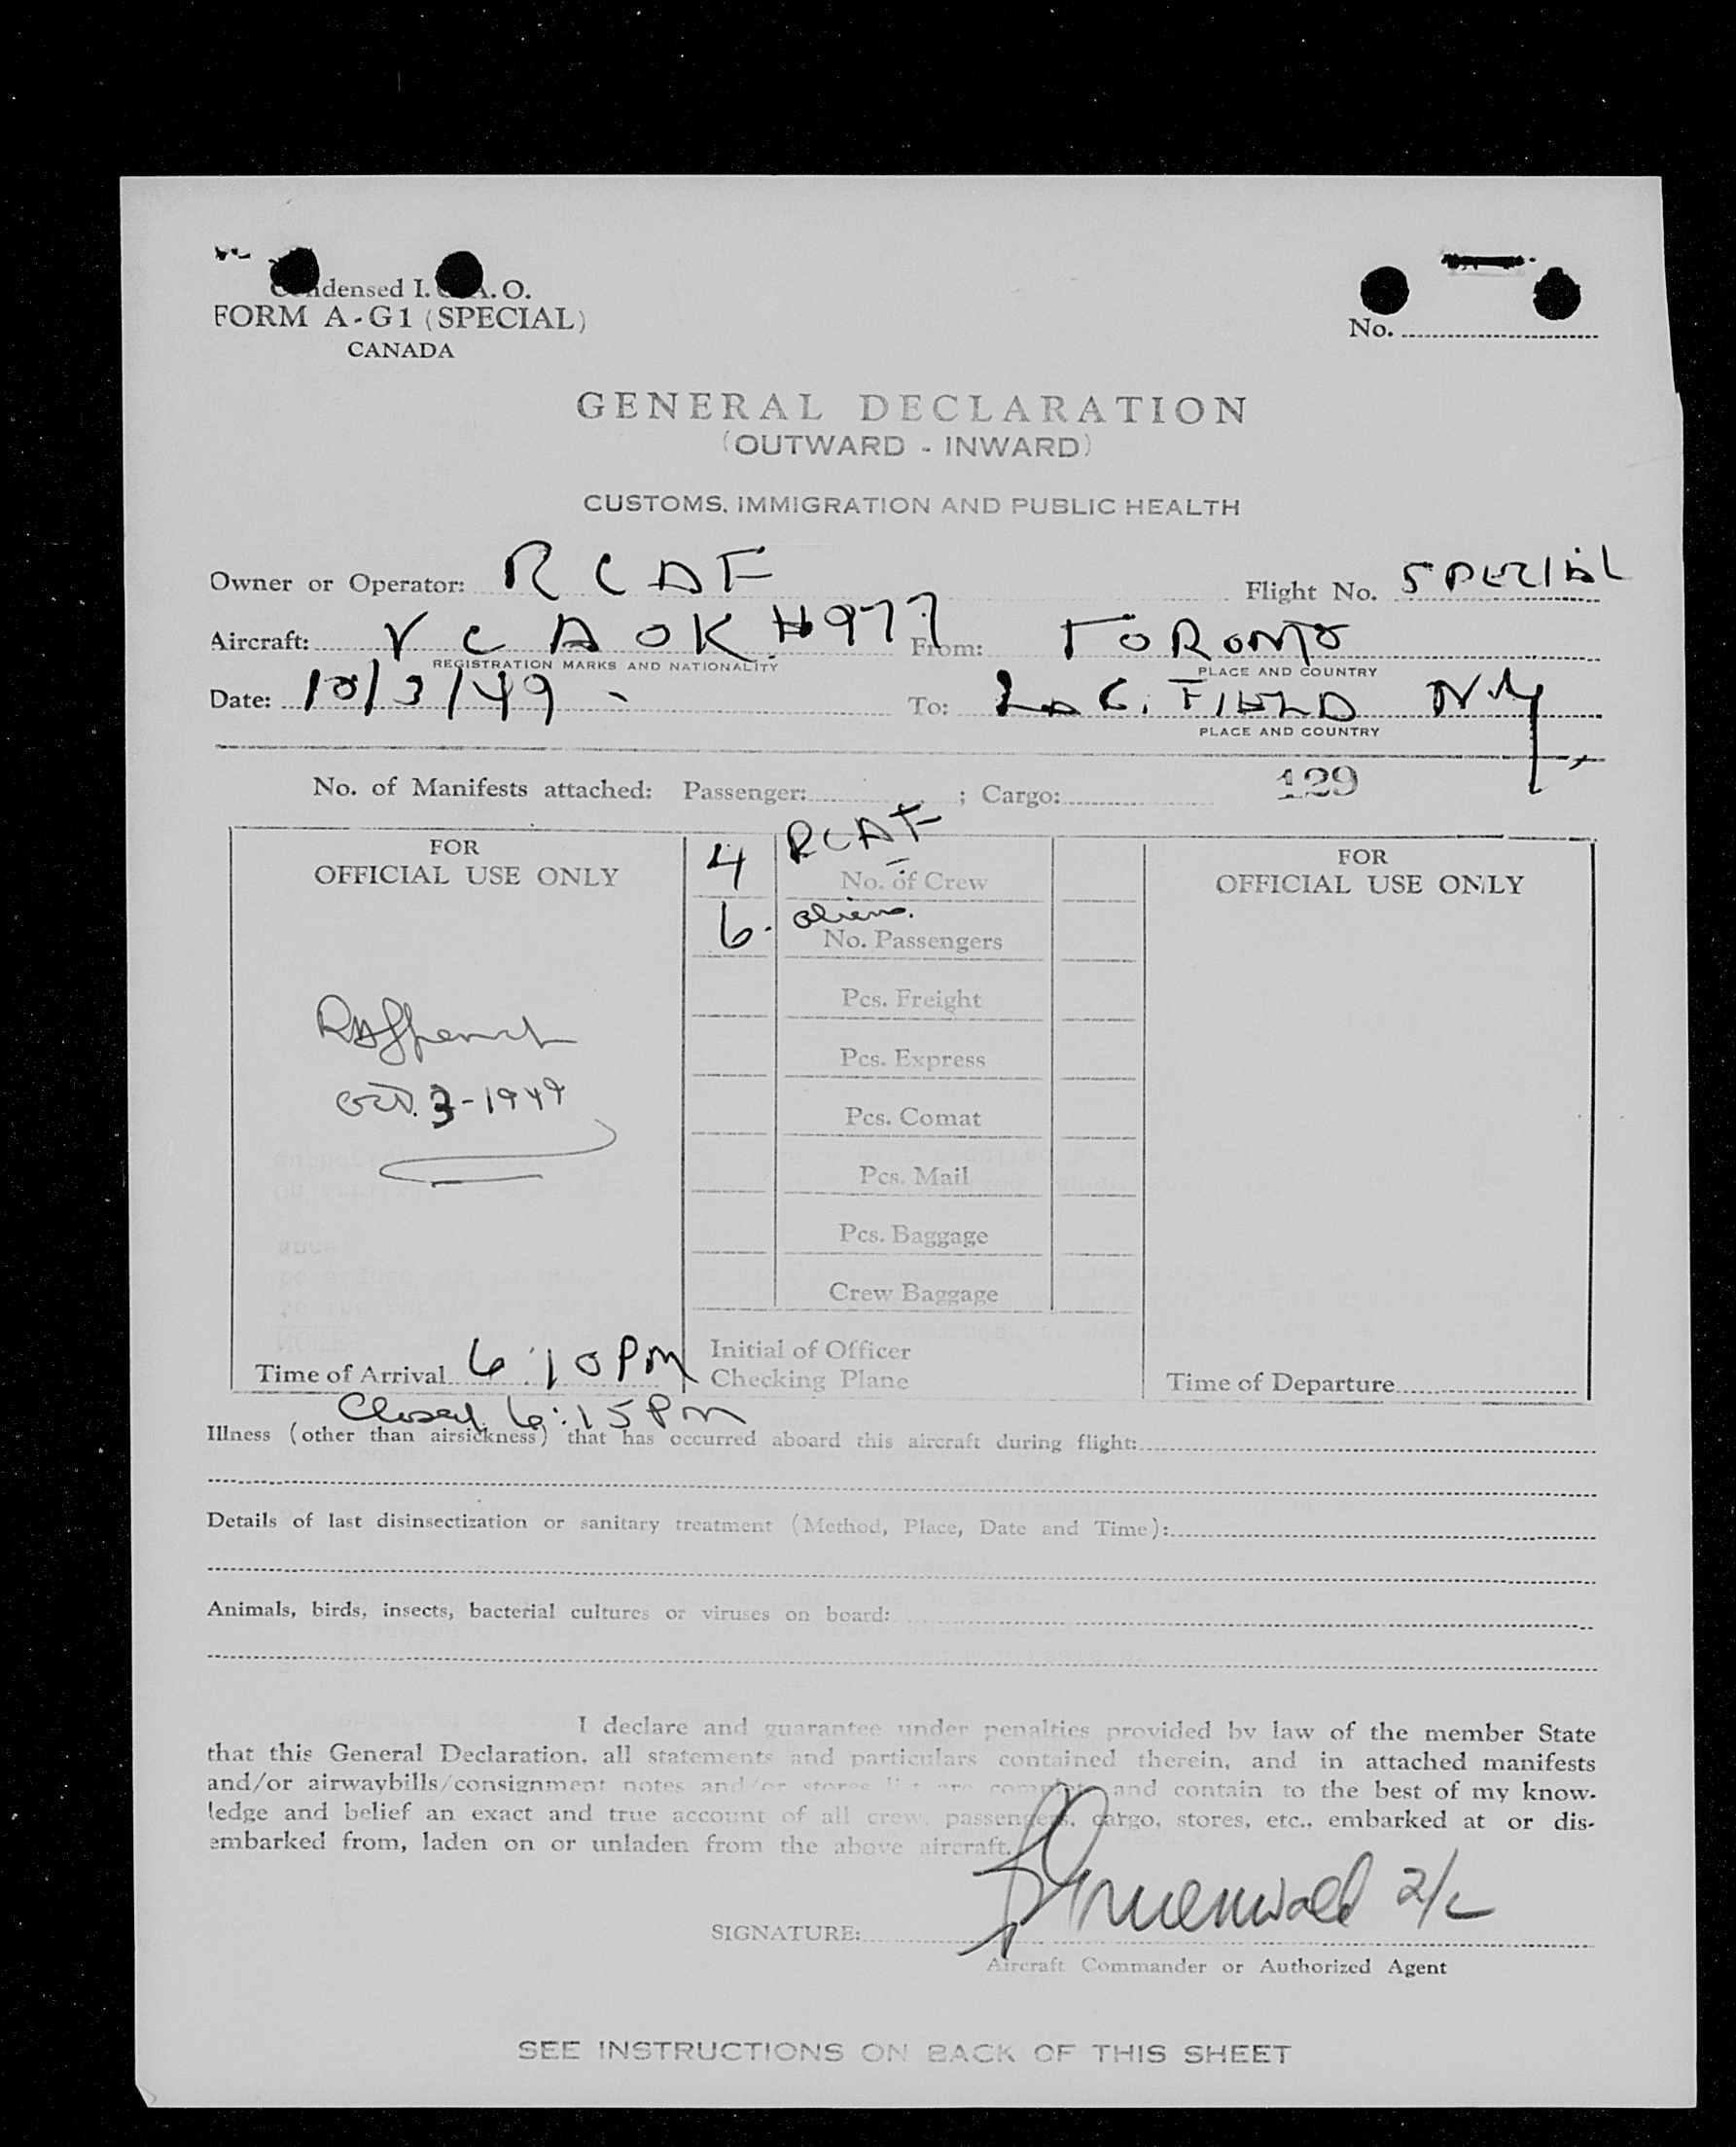 Condensed I.C.A.O.
FORM A-G1 (SPECIAL)
CANADA
No.
GENERAL DECLARATION
(OUTWARD - INWARD)
CUSTOMS, IMMIGRATION AND PUBLIC HEALTH
Owner or Operator: RCAF Flight No. SPECIAL
Aircraft: VCAOK #977 From: TORONTO
REGISTRATION MARKS AND NATIONALITY PLACE AND COUNTRY
Date: 10/3/49 - To: LAG. FIELD N.Y.
PLACE AND COUNTRY
No. of Manifests attached: Passenger: ; Cargo: 129
FOR
OFFICIAL USE ONLY
4 RCAF
No. of Crew
6. aliens.
No. Passengers
Pcs. Freight
Pcs. Express
Pcs. Comat
Pcs. Mail
Pcs. Baggage
Crew Baggage
Initial of Officer
Checking Plane
FOR
OFFICIAL USE ONLY
Oct. 3-1949
Time of Arrival 6:10 PM
Closed 6:15 PM
Time of Departure
Illness (other than airsickness) that has occurred aboard this aircraft during flight:
Details of last disinsectization or sanitary treatment (Method, Place, Date and Time):
Animals, birds, insects, bacterial cultures or viruses on board:
I declare and guarantee under penalties provided by law of the member State
that this General Declaration, all statements and particulars contained therein, and in attached manifests
and/or airwaybills/consignment notes and/or stores list are complete and contain to the best of my know-
ledge and belief an exact and true account of all crew, passengers, cargo, stores, etc., embarked at or dis-
embarked from, laden on or unladen from the above aircraft.
SIGNATURE:
Aircraft Commander or Authorized Agent
SEE INSTRUCTIONS ON BACK OF THIS SHEET